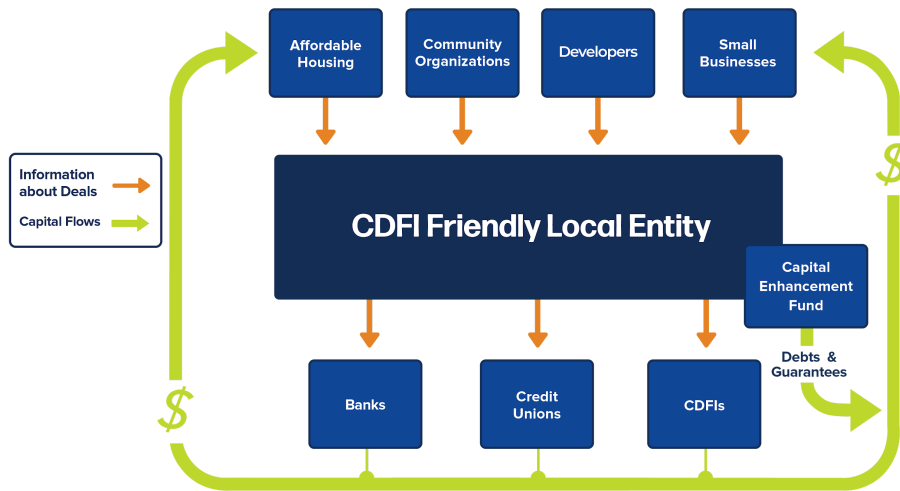 Affordable
Housing
Community
Organizations
Developers
Small
Businesses
Information
about Deals
Capital Flows
$
CDFI Friendly Local Entity
Capital
Enhancement
Fund
Debts &
Guarantees
Banks
Credit
Unions
CDFIs
$